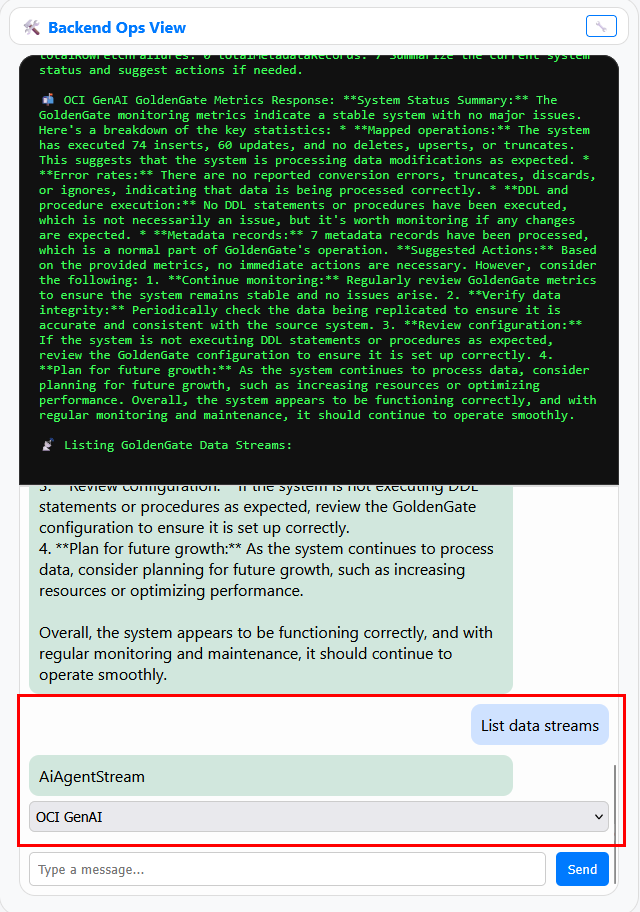 Backend Ops View
totalRowFetchFailures: 0 totalMetadataRecords: 7 Summarize the current system
status and suggest actions if needed.
OCI GenAI GoldenGate Metrics Response: **System Status Summary:** The
GoldenGate monitoring metrics indicate a stable system with no major issues.
Here's a breakdown of the key statistics: * **Mapped operations:** The system
has executed 74 inserts, 60 updates, and no deletes, upserts, or truncates.
This suggests that the system is processing data modifications as expected. *
**Error rates:** There are no reported conversion errors, truncates, discards,
or ignores, indicating that data is being processed correctly. * **DDL and
procedure execution:** No DDL statements or procedures have been executed,
which is not necessarily an issue, but it's worth monitoring if any changes
are expected. * **Metadata records:** 7 metadata records have been processed,
which is a normal part of GoldenGate's operation. **Suggested Actions:** Based
on the provided metrics, no immediate actions are necessary. However, consider
the following: 1. **Continue monitoring:** Regularly review GoldenGate metrics
to ensure the system remains stable and no issues arise. 2. **Verify data
integrity:** Periodically check the data being replicated to ensure it is
accurate and consistent with the source system. 3. **Review configuration:**
If the system is not executing DDL statements or procedures as expected,
review the GoldenGate configuration to ensure it is set up correctly. 4.
**Plan for future growth:** As the system continues to process data, consider
planning for future growth, such as increasing resources or optimizing
performance. Overall, the system appears to be functioning correctly, and with
regular monitoring and maintenance, it should continue to operate smoothly.
Listing GoldenGate Data Streams:
3. **Review configuration:** If the system is not executing DDL
statements or procedures as expected, review the GoldenGate
configuration to ensure it is set up correctly.
4. **Plan for future growth:** As the system continues to process
data, consider planning for future growth, such as increasing
resources or optimizing performance.
Overall, the system appears to be functioning correctly, and with
regular monitoring and maintenance, it should continue to
operate smoothly.
List data streams
AiAgentStream
OCI GenAI
Type a message...
Send